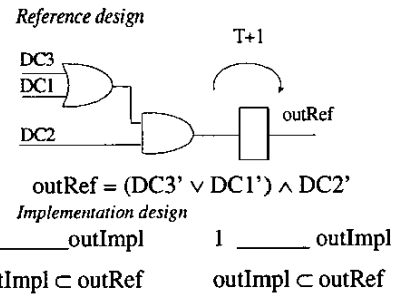 Reference design
T+1
DC3
DC1
outRef
DC2
outRef = (DC3' ∨ DC1') ∧ DC2'
Implementation design
outImpl 1 outImpl
tImpl ⊂ outRef outImpl ⊂ outRef